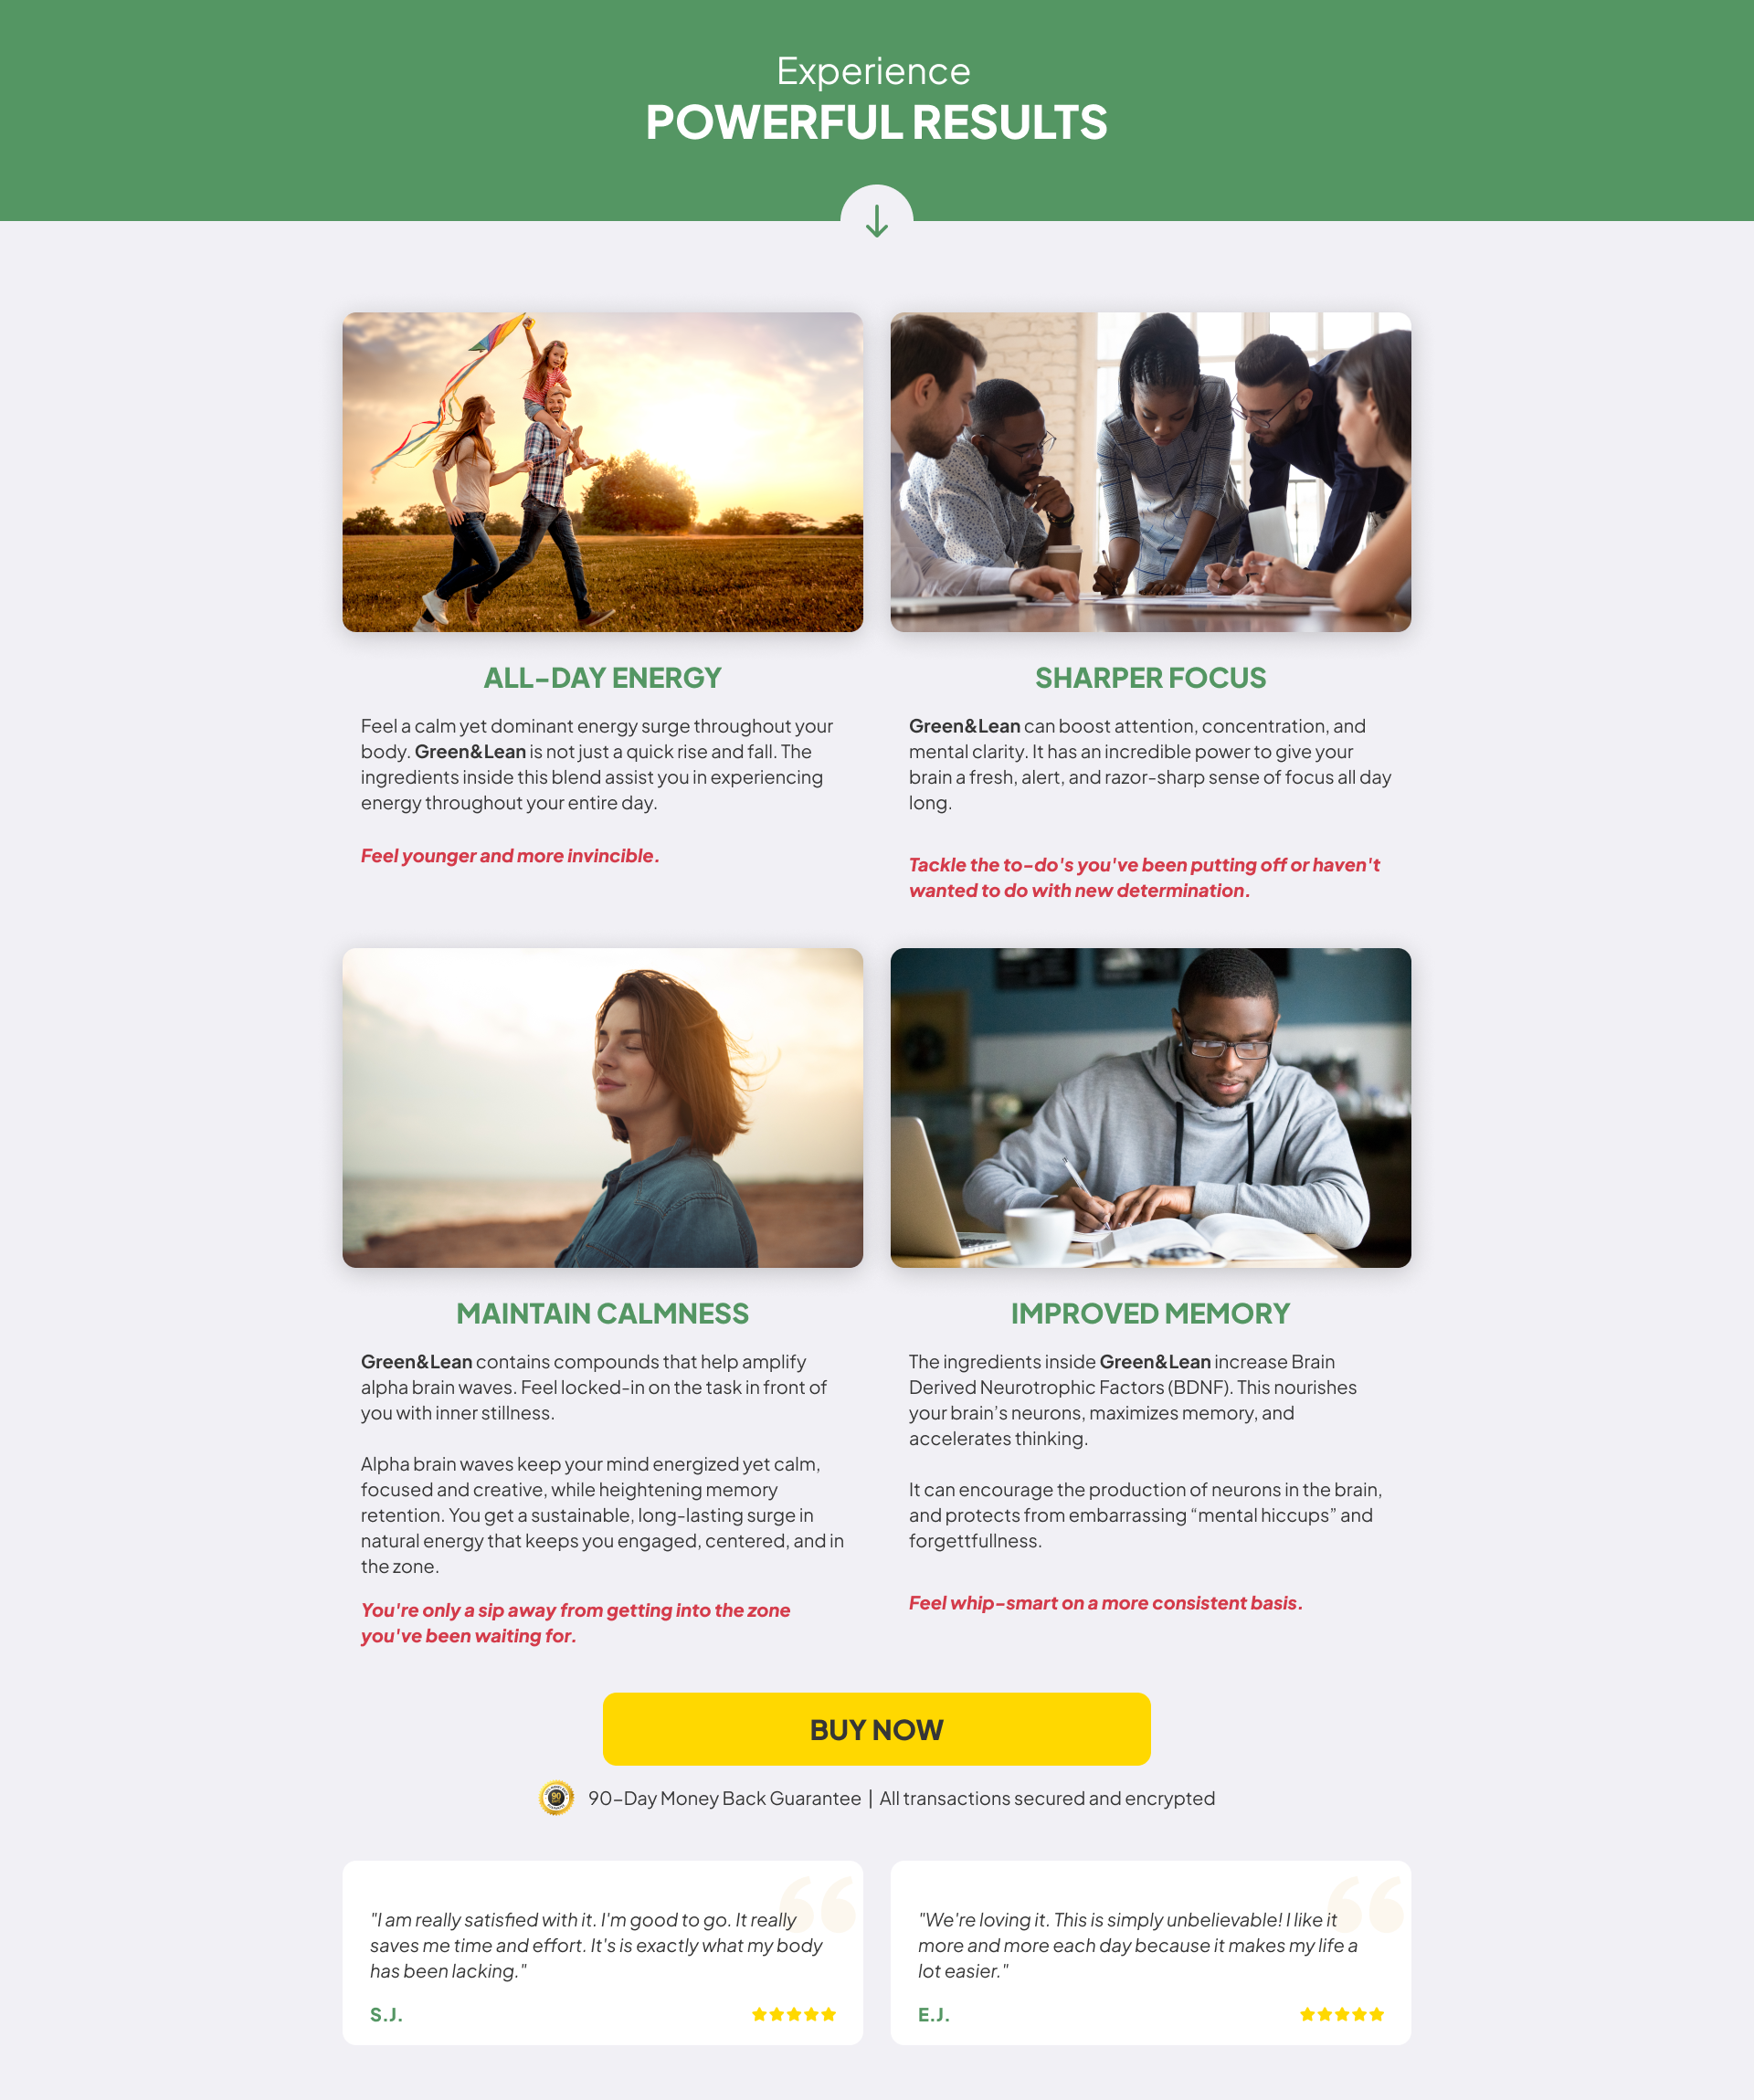 Experience
POWERFUL RESULTS
ALL-DAY ENERGY
Feel a calm yet dominant energy surge throughout your
body. Green&Lean is not just a quick rise and fall. The
ingredients inside this blend assist you in experiencing
energy throughout your entire day.
Feel younger and more invincible.
SHARPER FOCUS
Green&Lean can boost attention, concentration, and
mental clarity. It has an incredible power to give your
brain a fresh, alert, and razor-sharp sense of focus all day
long.
Tackle the to-do's you've been putting off or haven't
wanted to do with new determination.
MAINTAIN CALMNESS
Green&Lean contains compounds that help amplify
alpha brain waves. Feel locked-in on the task in front of
you with inner stillness.
Alpha brain waves keep your mind energized yet calm,
focused and creative, while heightening memory
retention. You get a sustainable, long-lasting surge in
natural energy that keeps you engaged, centered, and in
the zone.
You're only a sip away from getting into the zone
you've been waiting for.
IMPROVED MEMORY
The ingredients inside Green&Lean increase Brain
Derived Neurotrophic Factors (BDNF). This nourishes
your brain’s neurons, maximizes memory, and
accelerates thinking.
It can encourage the production of neurons in the brain,
and protects from embarrassing “mental hiccups” and
forgettfullness.
Feel whip-smart on a more consistent basis.
BUY NOW
90
90-Day Money Back Guarantee | All transactions secured and encrypted
"I am really satisfied with it. I'm good to go. It really
saves me time and effort. It's is exactly what my body
has been lacking."
S.J.
"We're loving it. This is simply unbelievable! I like it
more and more each day because it makes my life a
lot easier."
E.J.